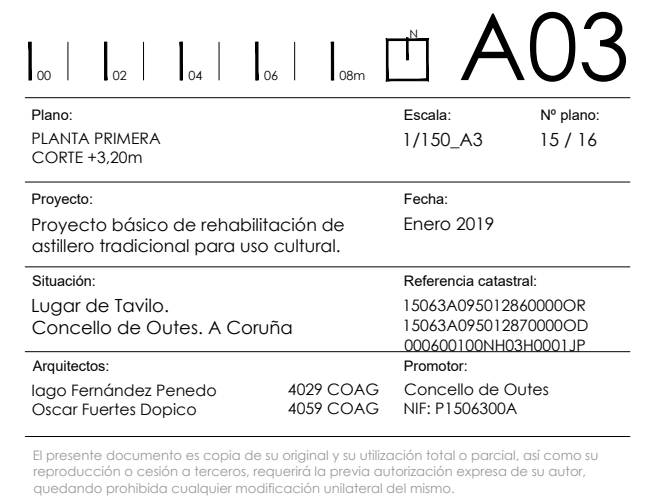 00 02 04 06 08m N A03
Plano: Escala: Nº plano:
PLANTA PRIMERA 1/150_A3 15 / 16
CORTE +3,20m
Proyecto: Fecha:
Proyecto básico de rehabilitación de Enero 2019
astillero tradicional para uso cultural.
Situación: Referencia catastral:
Lugar de Tavilo. 15063A095012860000OR
Concello de Outes. A Coruña 15063A095012870000OD
000600100NH03H0001JP
Arquitectos: Promotor:
Iago Fernández Penedo 4029 COAG Concello de Outes
Oscar Fuertes Dopico 4059 COAG NIF: P1506300A
El presente documento es copia de su original y su utilización total o parcial, así como su
reproducción o cesión a terceros, requerirá la previa autorización expresa de su autor,
quedando prohibida cualquier modificación unilateral del mismo.